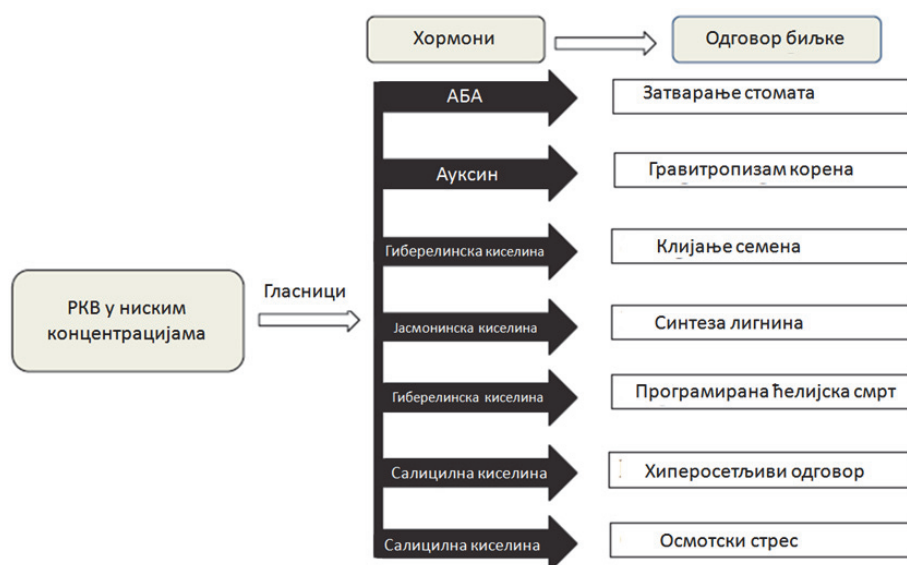 Хормони
Одговор биљке
АБА
Затварање стомата
Ауксин
Гравитропизам корена
Гиберелинска киселина
Клијање семена
РКВ у ниским
концентрацијама
Гласници
Јасмонинска киселина
Синтеза лигнина
Гиберелинска киселина
Програмирана ћелијска смрт
Салицилна киселина
Хиперосетљиви одговор
Салицилна киселина
Осмотски стрес